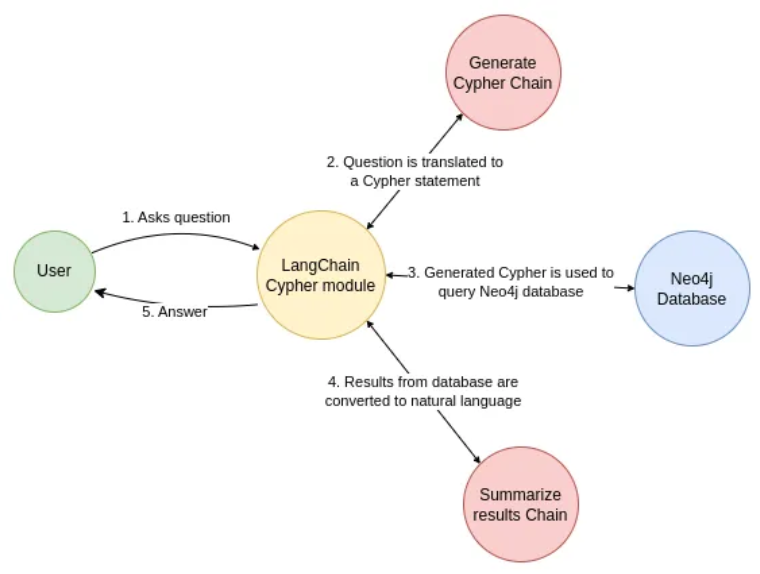 Generate
Cypher Chain
2. Question is translated to
a Cypher statement
1. Asks question
User
LangChain
Cypher module
3. Generated Cypher is used to
query Neo4j database
Neo4j
Database
5. Answer
4. Results from database are
converted to natural language
Summarize
results Chain